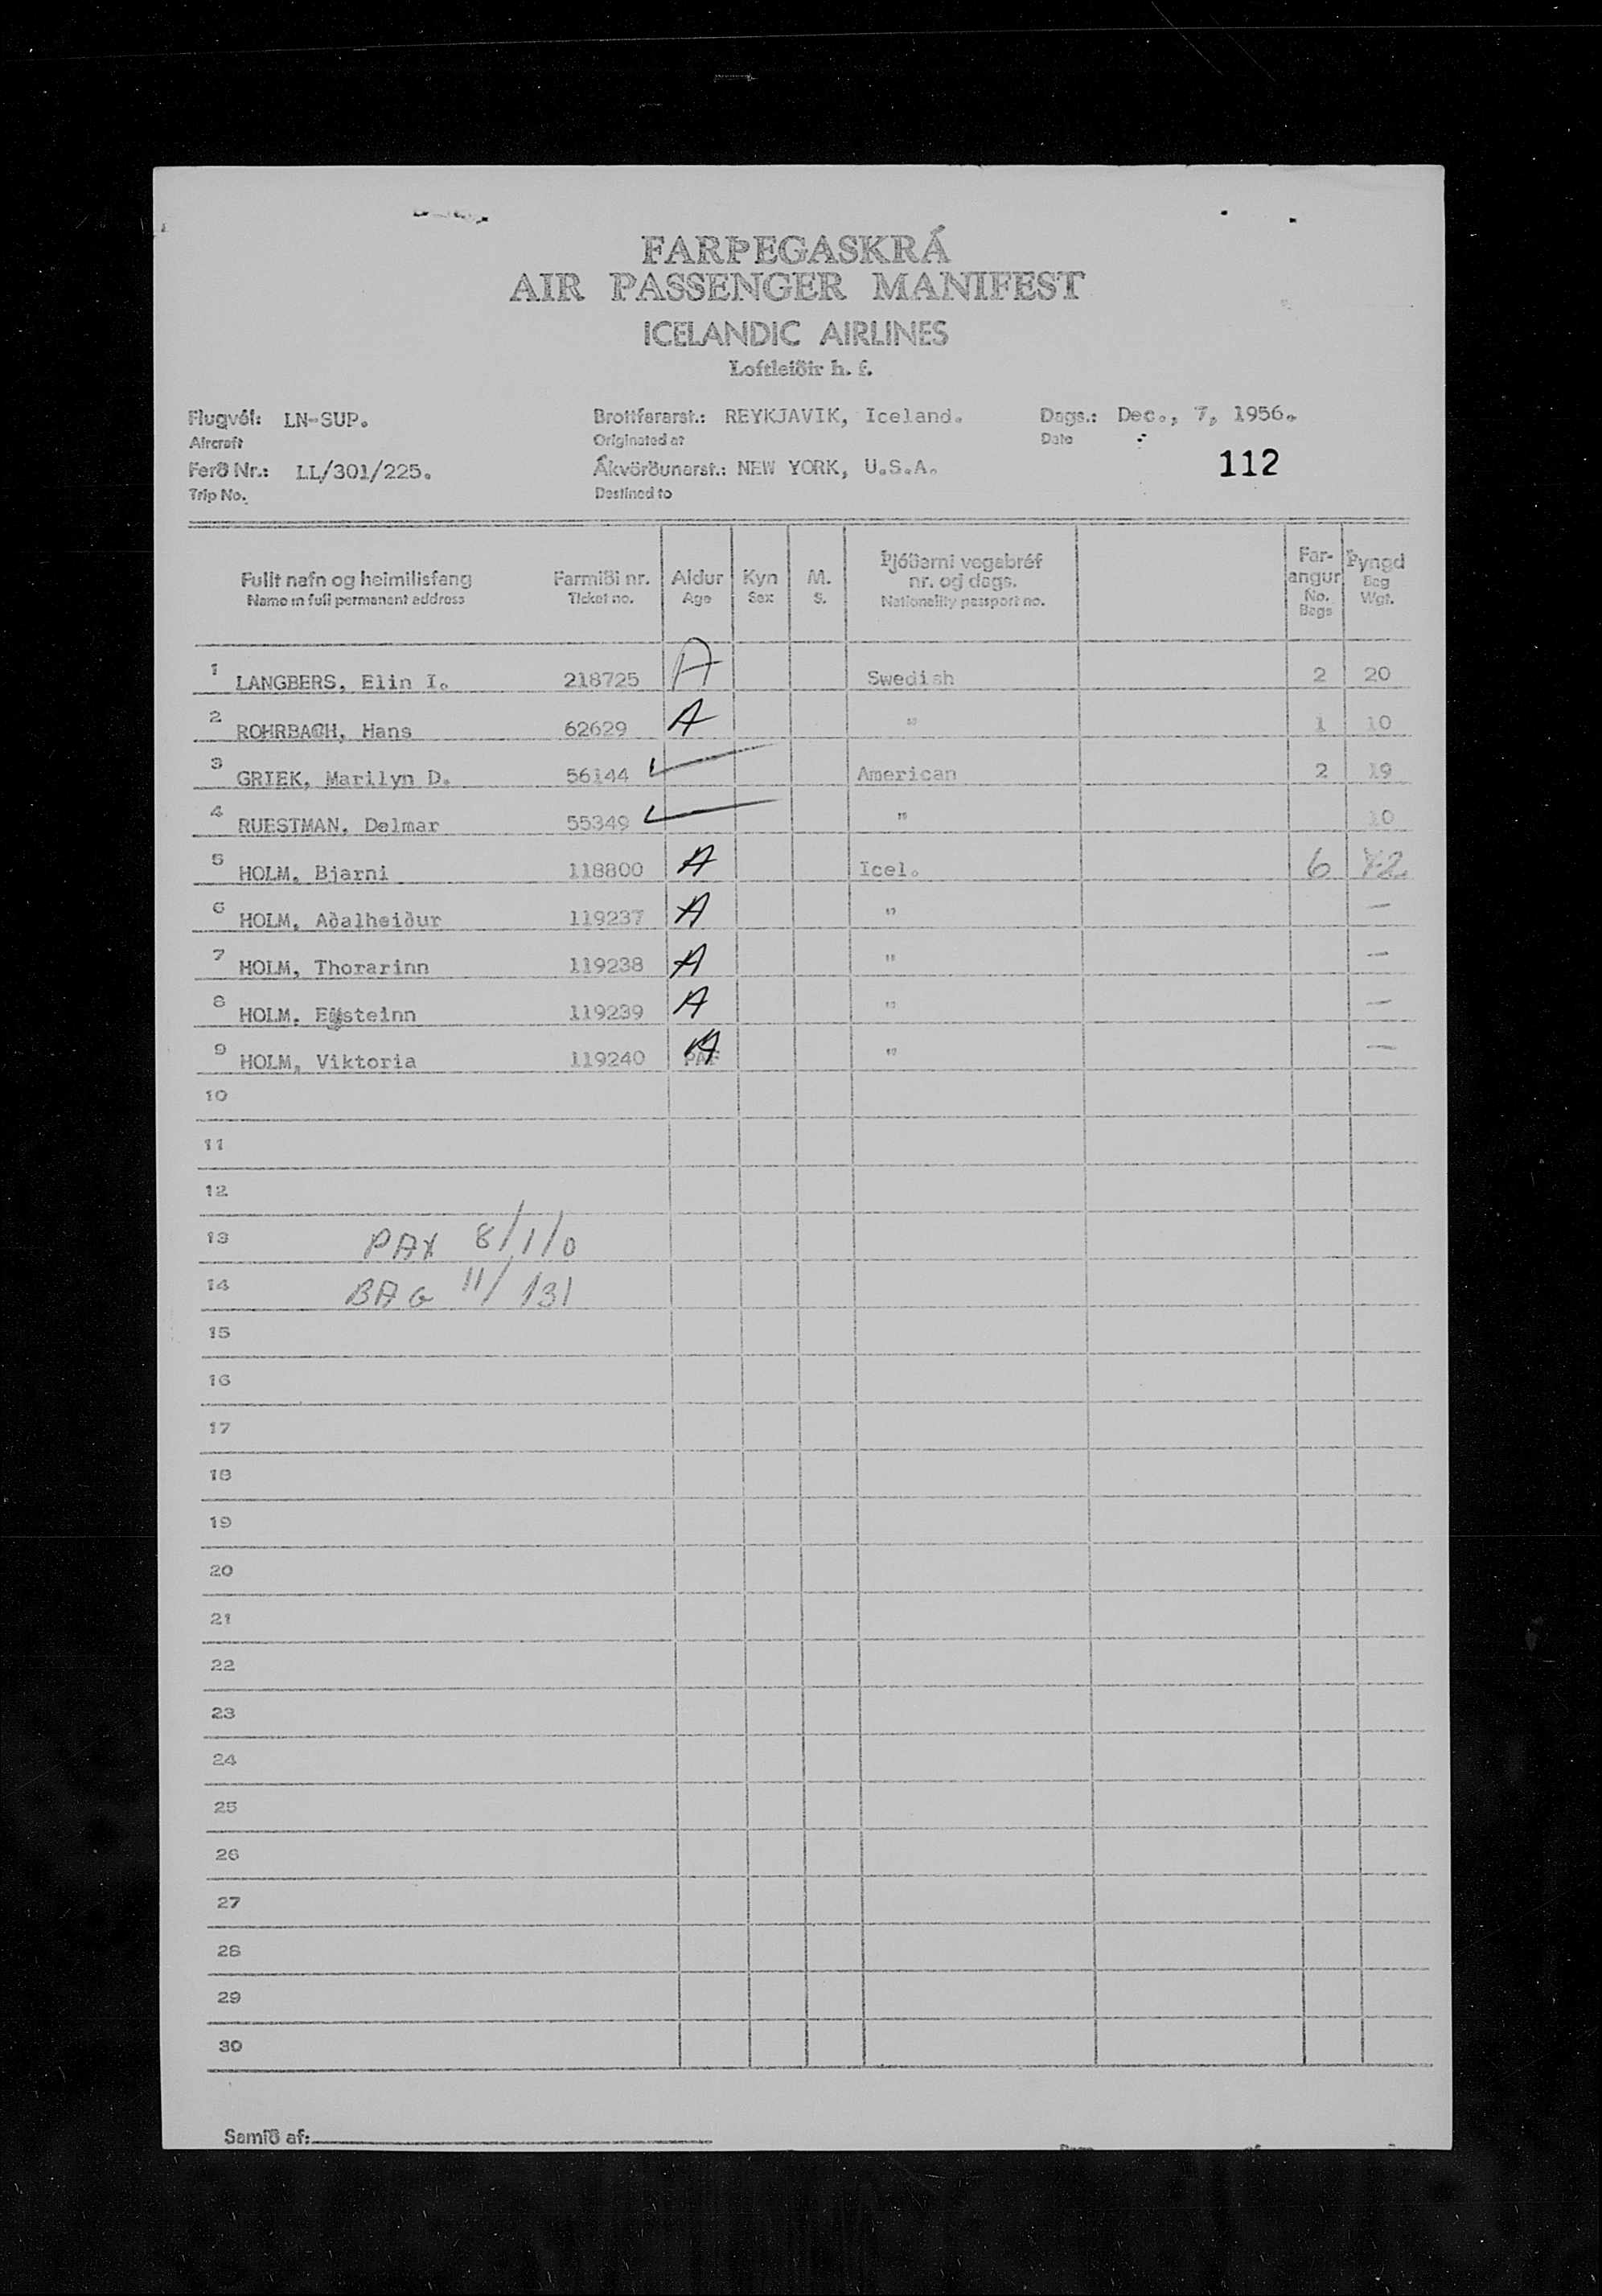 FARÞEGASKRÁ
AIR PASSENGER MANIFEST
ICELANDIC AIRLINES
Loftleiðir h. f.
Flugvél: LN-SUP. Brottfararst.: REYKJAVIK, Iceland. Dags.: Dec., 7, 1956.
Aircraft Originated at Date
Ferð Nr.: LL/301/225. Ákvörðunarst.: NEW YORK, U.S.A. 112
Trip No. Destined to
Fullt nafn og heimilisfang Farmiði nr. Aldur Kyn M. Þjóðerni vegabréf nr. og dags. Far-angur Þyngd
Name in full permanent address Ticket no. Age Sex S. Nationality passport no. No. Bags Bag Wgt.
1 LANGBERS, Elin I. 218725 A Swedish 2 20
2 ROHRBACH, Hans 62629 A " 1 10
3 GRIEK, Marilyn D. 56144 American 2 19
4 RUESTMAN, Delmar 55349 " 10
5 HOLM, Bjarni 118800 A Icel. 6 72
6 HOLM, Aðalheiður 119237 A " —
7 HOLM, Thorarinn 119238 A " —
8 HOLM, Eysteinn 119239 A " —
9 HOLM, Viktoria 119240 A " —
10
11
12
13 PAX 8/1/0
14 BAG 11/131
15
16
17
18
19
20
21
22
23
24
25
26
27
28
29
30
Samið af: